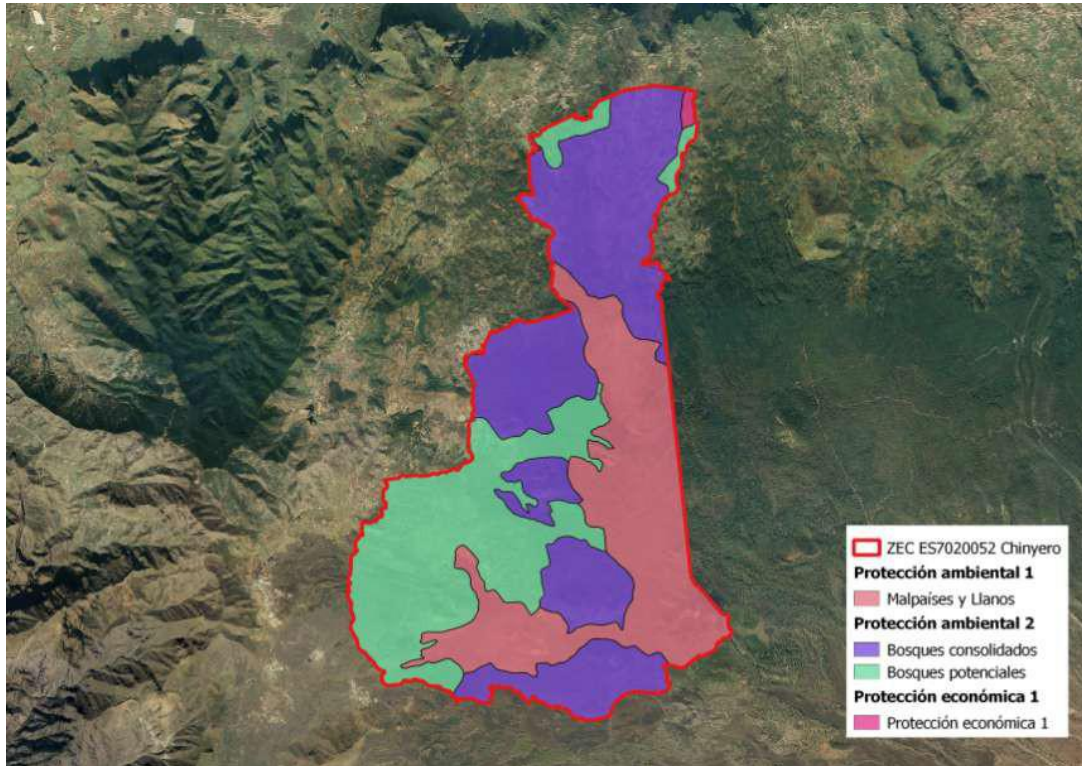 ZEC ES7020052 Chinyero
Protección ambiental 1
Malpaíses y Llanos
Protección ambiental 2
Bosques consolidados
Bosques potenciales
Protección económica 1
Protección económica 1